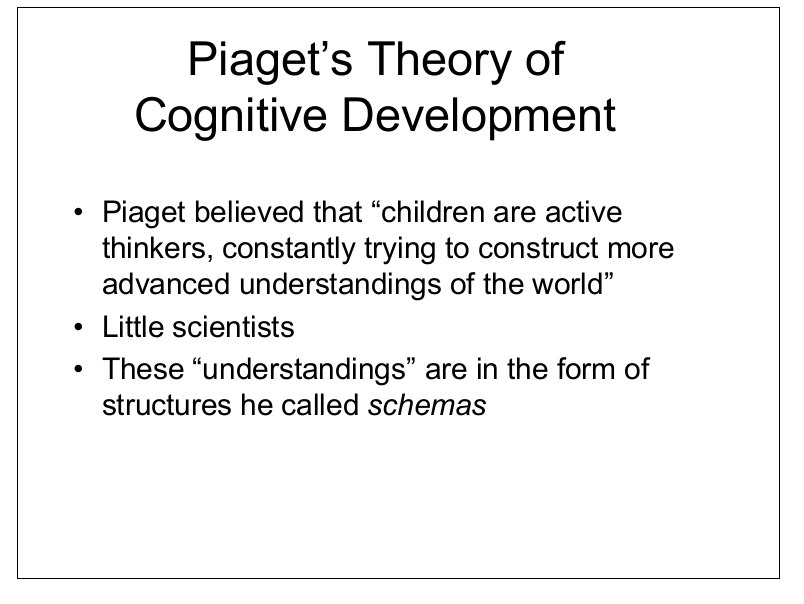 Piaget’s Theory of
Cognitive Development
• Piaget believed that “children are active
thinkers, constantly trying to construct more
advanced understandings of the world”
• Little scientists
• These “understandings” are in the form of
structures he called schemas